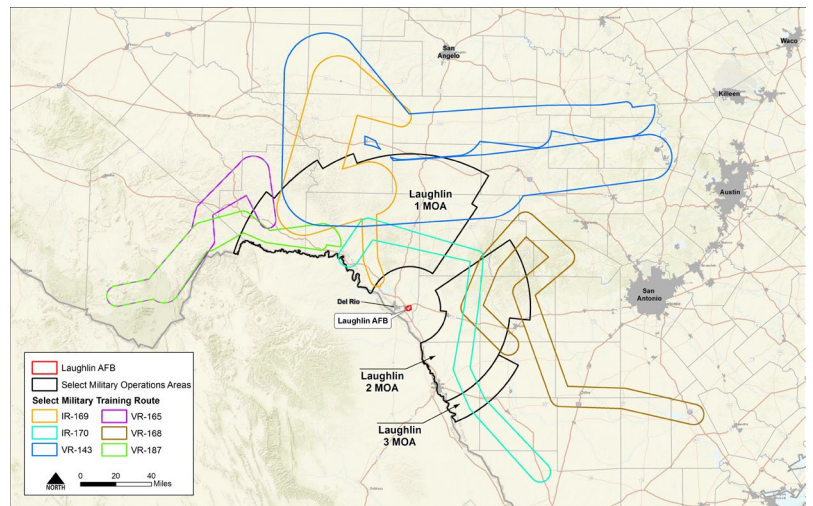 San
Angelo
Waco
Killeen
Laughlin
1 MOA
Austin
San
Antonio
Del Rio
Laughlin AFB
Laughlin
2 MOA
Laughlin
3 MOA
Laughlin AFB
Select Military Operations Areas
Select Military Training Route
IR-169
VR-165
IR-170
VR-168
VR-143
VR-187
NORTH
0 20 40
Miles